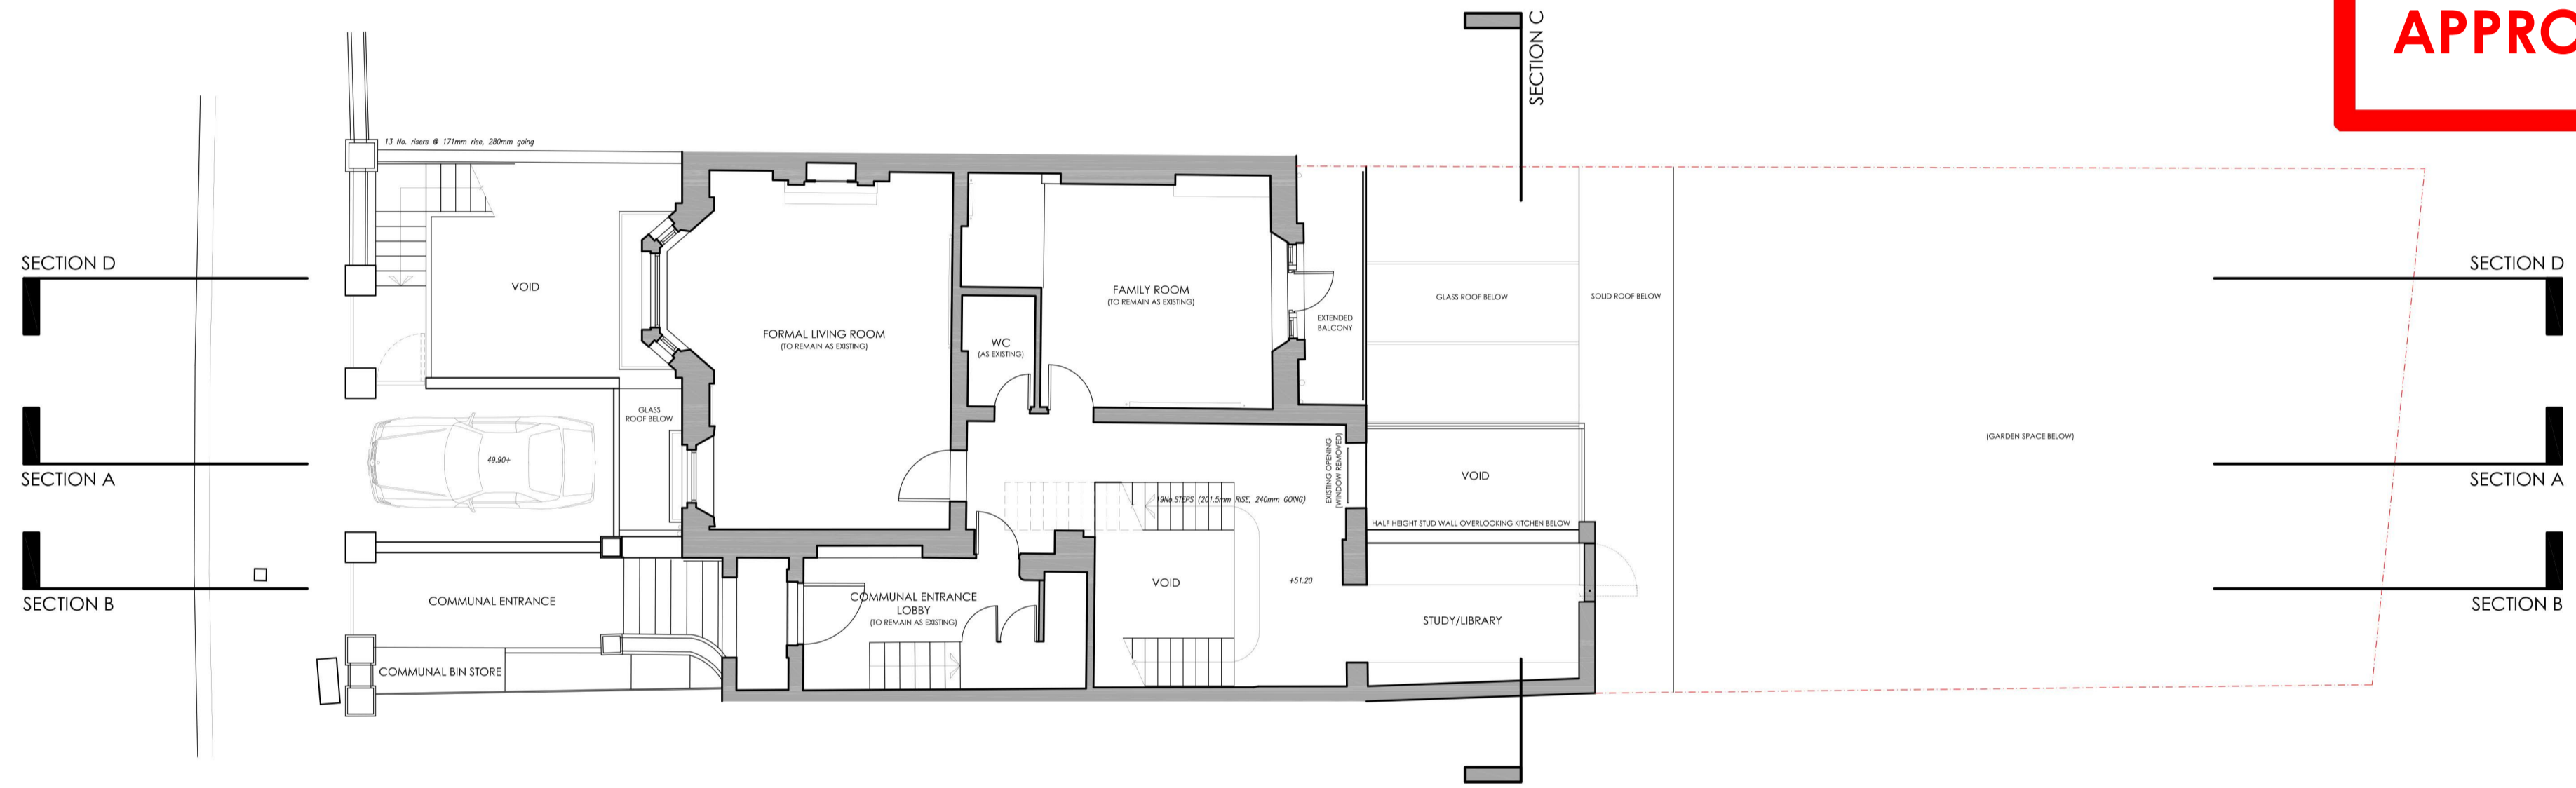 APPRO
SECTION C
13 No. risers @ 171mm rise, 280mm going
SECTION D
SECTION D
VOID
FORMAL LIVING ROOM
(TO REMAIN AS EXISTING)
WC
(AS EXISTING)
FAMILY ROOM
(TO REMAIN AS EXISTING)
EXTENDED
BALCONY
GLASS ROOF BELOW
SOLID ROOF BELOW
GLASS
ROOF BELOW
49.90+
SECTION A
SECTION A
EXISTING OPENING
(WINDOW REMOVED)
VOID
(GARDEN SPACE BELOW)
19No.STEPS (201.5mm RISE, 240mm GOING)
HALF HEIGHT STUD WALL OVERLOOKING KITCHEN BELOW
SECTION B
SECTION B
COMMUNAL ENTRANCE
COMMUNAL ENTRANCE
LOBBY
(TO REMAIN AS EXISTING)
VOID
+51.20
STUDY/LIBRARY
COMMUNAL BIN STORE